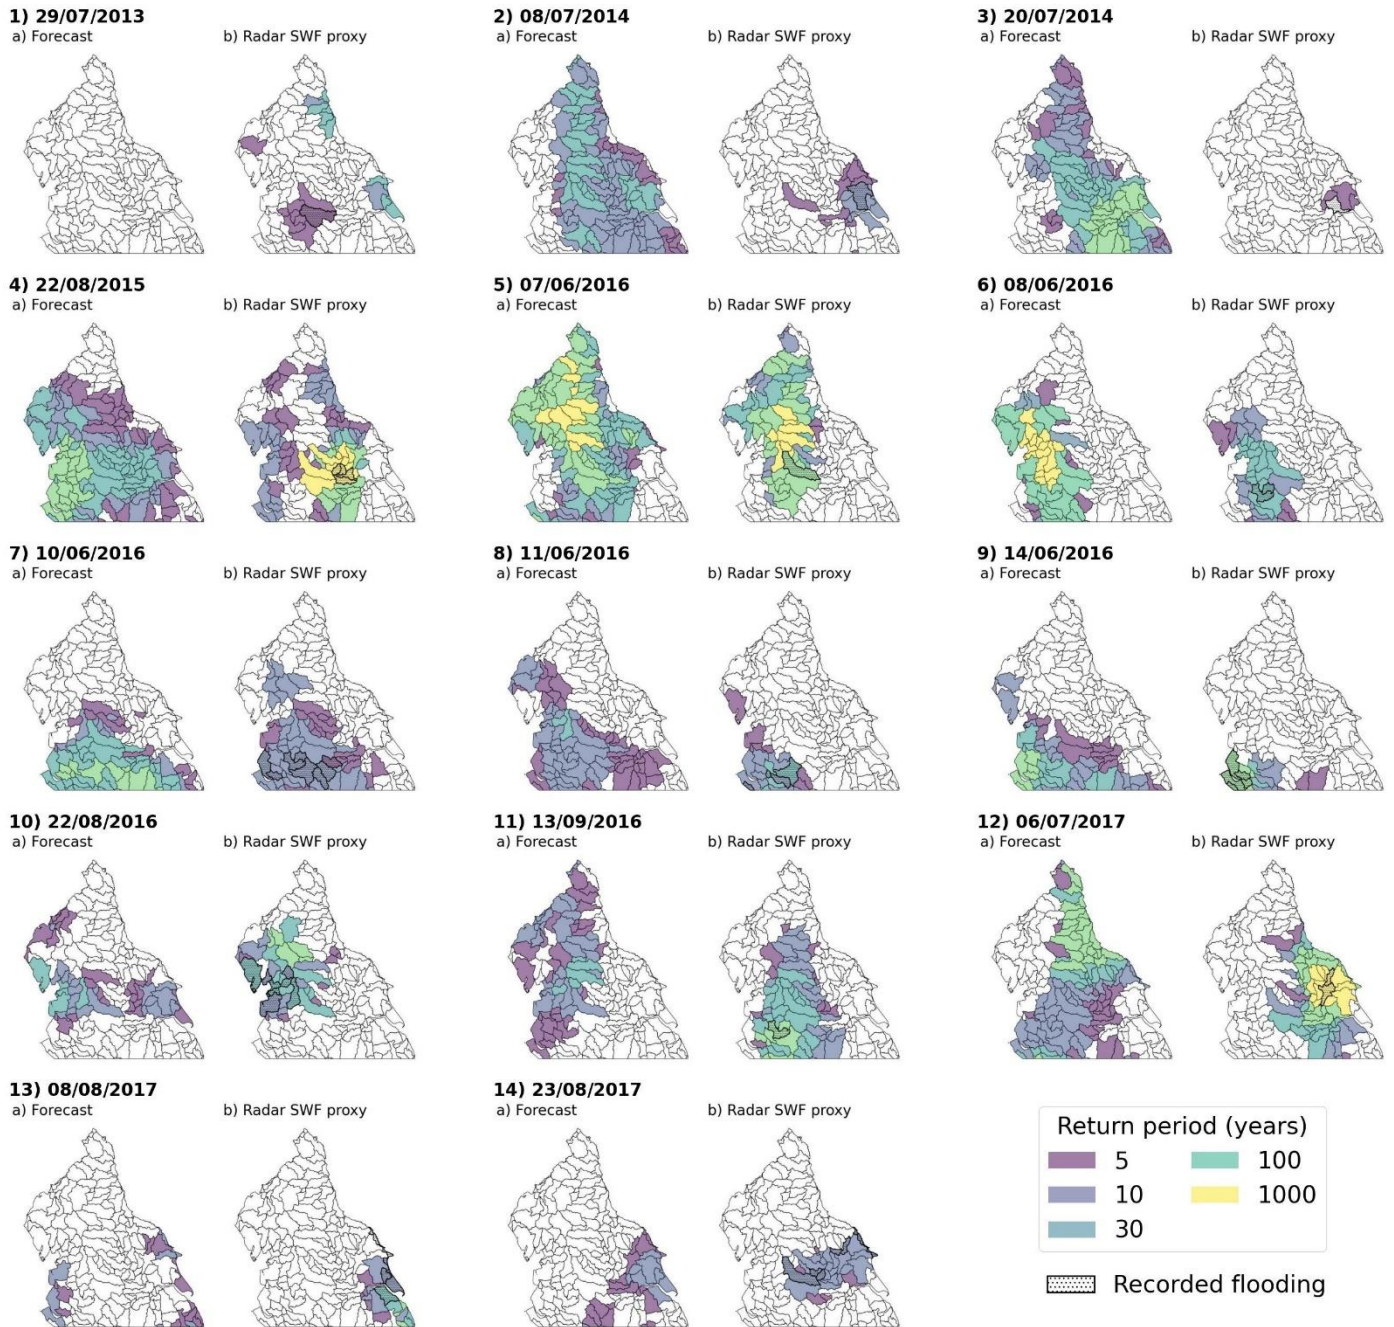 1) 29/07/2013
a) Forecast
b) Radar SWF proxy
2) 08/07/2014
a) Forecast
b) Radar SWF proxy
3) 20/07/2014
a) Forecast
b) Radar SWF proxy
4) 22/08/2015
a) Forecast
b) Radar SWF proxy
5) 07/06/2016
a) Forecast
b) Radar SWF proxy
6) 08/06/2016
a) Forecast
b) Radar SWF proxy
7) 10/06/2016
a) Forecast
b) Radar SWF proxy
8) 11/06/2016
a) Forecast
b) Radar SWF proxy
9) 14/06/2016
a) Forecast
b) Radar SWF proxy
10) 22/08/2016
a) Forecast
b) Radar SWF proxy
11) 13/09/2016
a) Forecast
b) Radar SWF proxy
12) 06/07/2017
a) Forecast
b) Radar SWF proxy
13) 08/08/2017
a) Forecast
b) Radar SWF proxy
14) 23/08/2017
a) Forecast
b) Radar SWF proxy
Return period (years)
5
100
10
1000
30
Recorded flooding